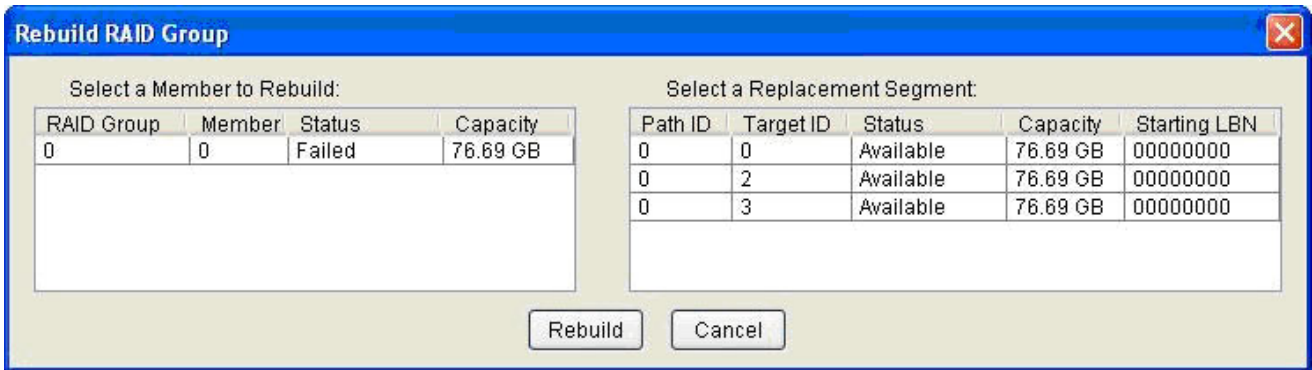 Rebuild RAID Group
Select a Member to Rebuild:
RAID Group Member Status Capacity
0 0 Failed 76.69 GB
Select a Replacement Segment:
Path ID Target ID Status Capacity Starting LBN
0 0 Available 76.69 GB 00000000
0 2 Available 76.69 GB 00000000
0 3 Available 76.69 GB 00000000
Rebuild Cancel